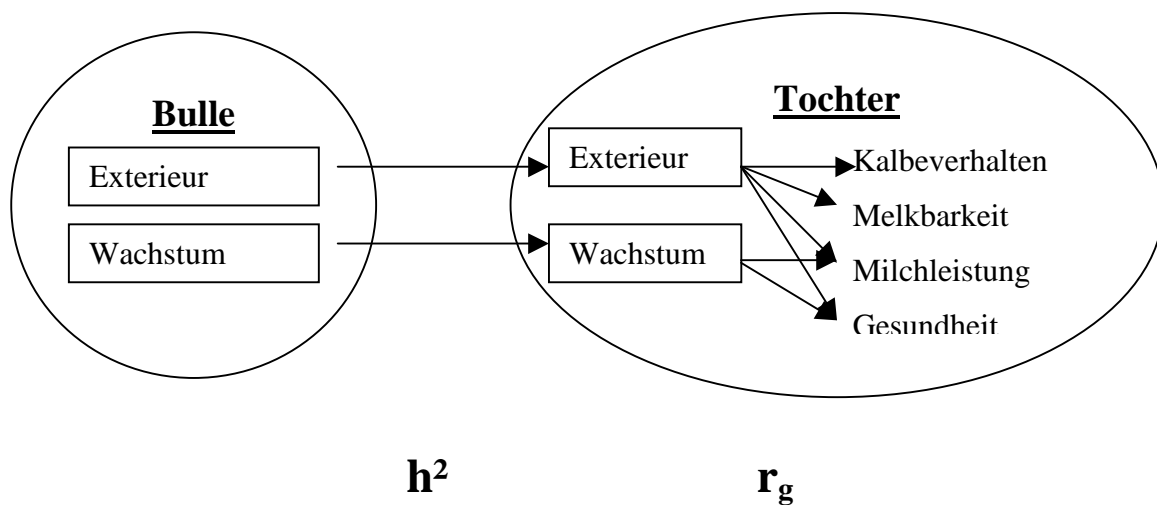 Bulle
Exterieur
Wachstum
Tochter
Exterieur
Wachstum
Kalbeverhalten
Melkbarkeit
Milchleistung
Gesundheit
h²
r_g